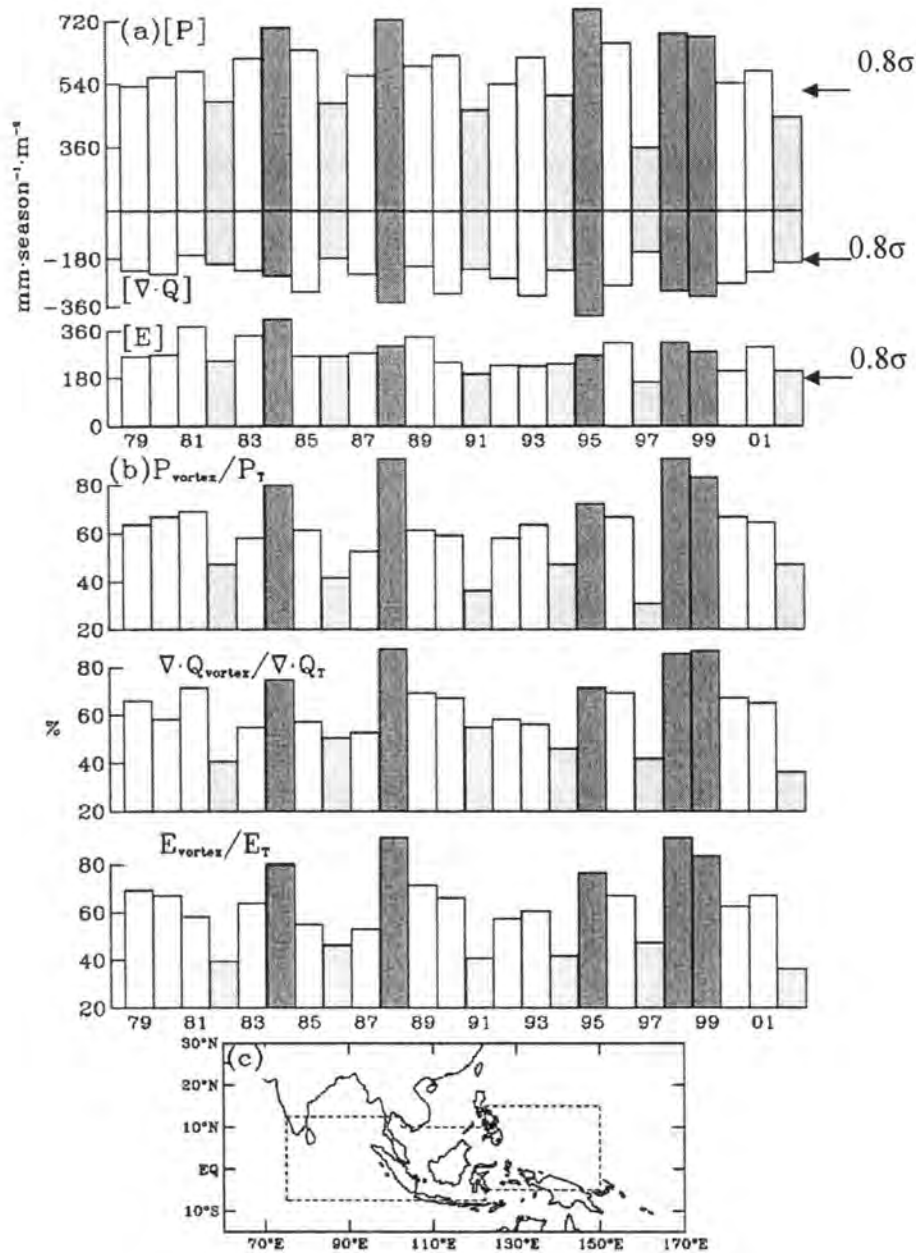 (a)[P]
720
540
360
-180
-360
mm·season⁻¹·m⁻²
0.8σ
0.8σ
[∇·Q]
[E]
360
180
0
0.8σ
79 81 83 85 87 89 91 93 95 97 99 01
(b)P_vortex/P_T
80
60
40
20
∇·Q_vortex/∇·Q_T
80
60
40
20
%
E_vortex/E_T
80
60
40
20
79 81 83 85 87 89 91 93 95 97 99 01
(c)
30°N
20°N
10°N
EQ
10°S
70°E 90°E 110°E 130°E 150°E 170°E